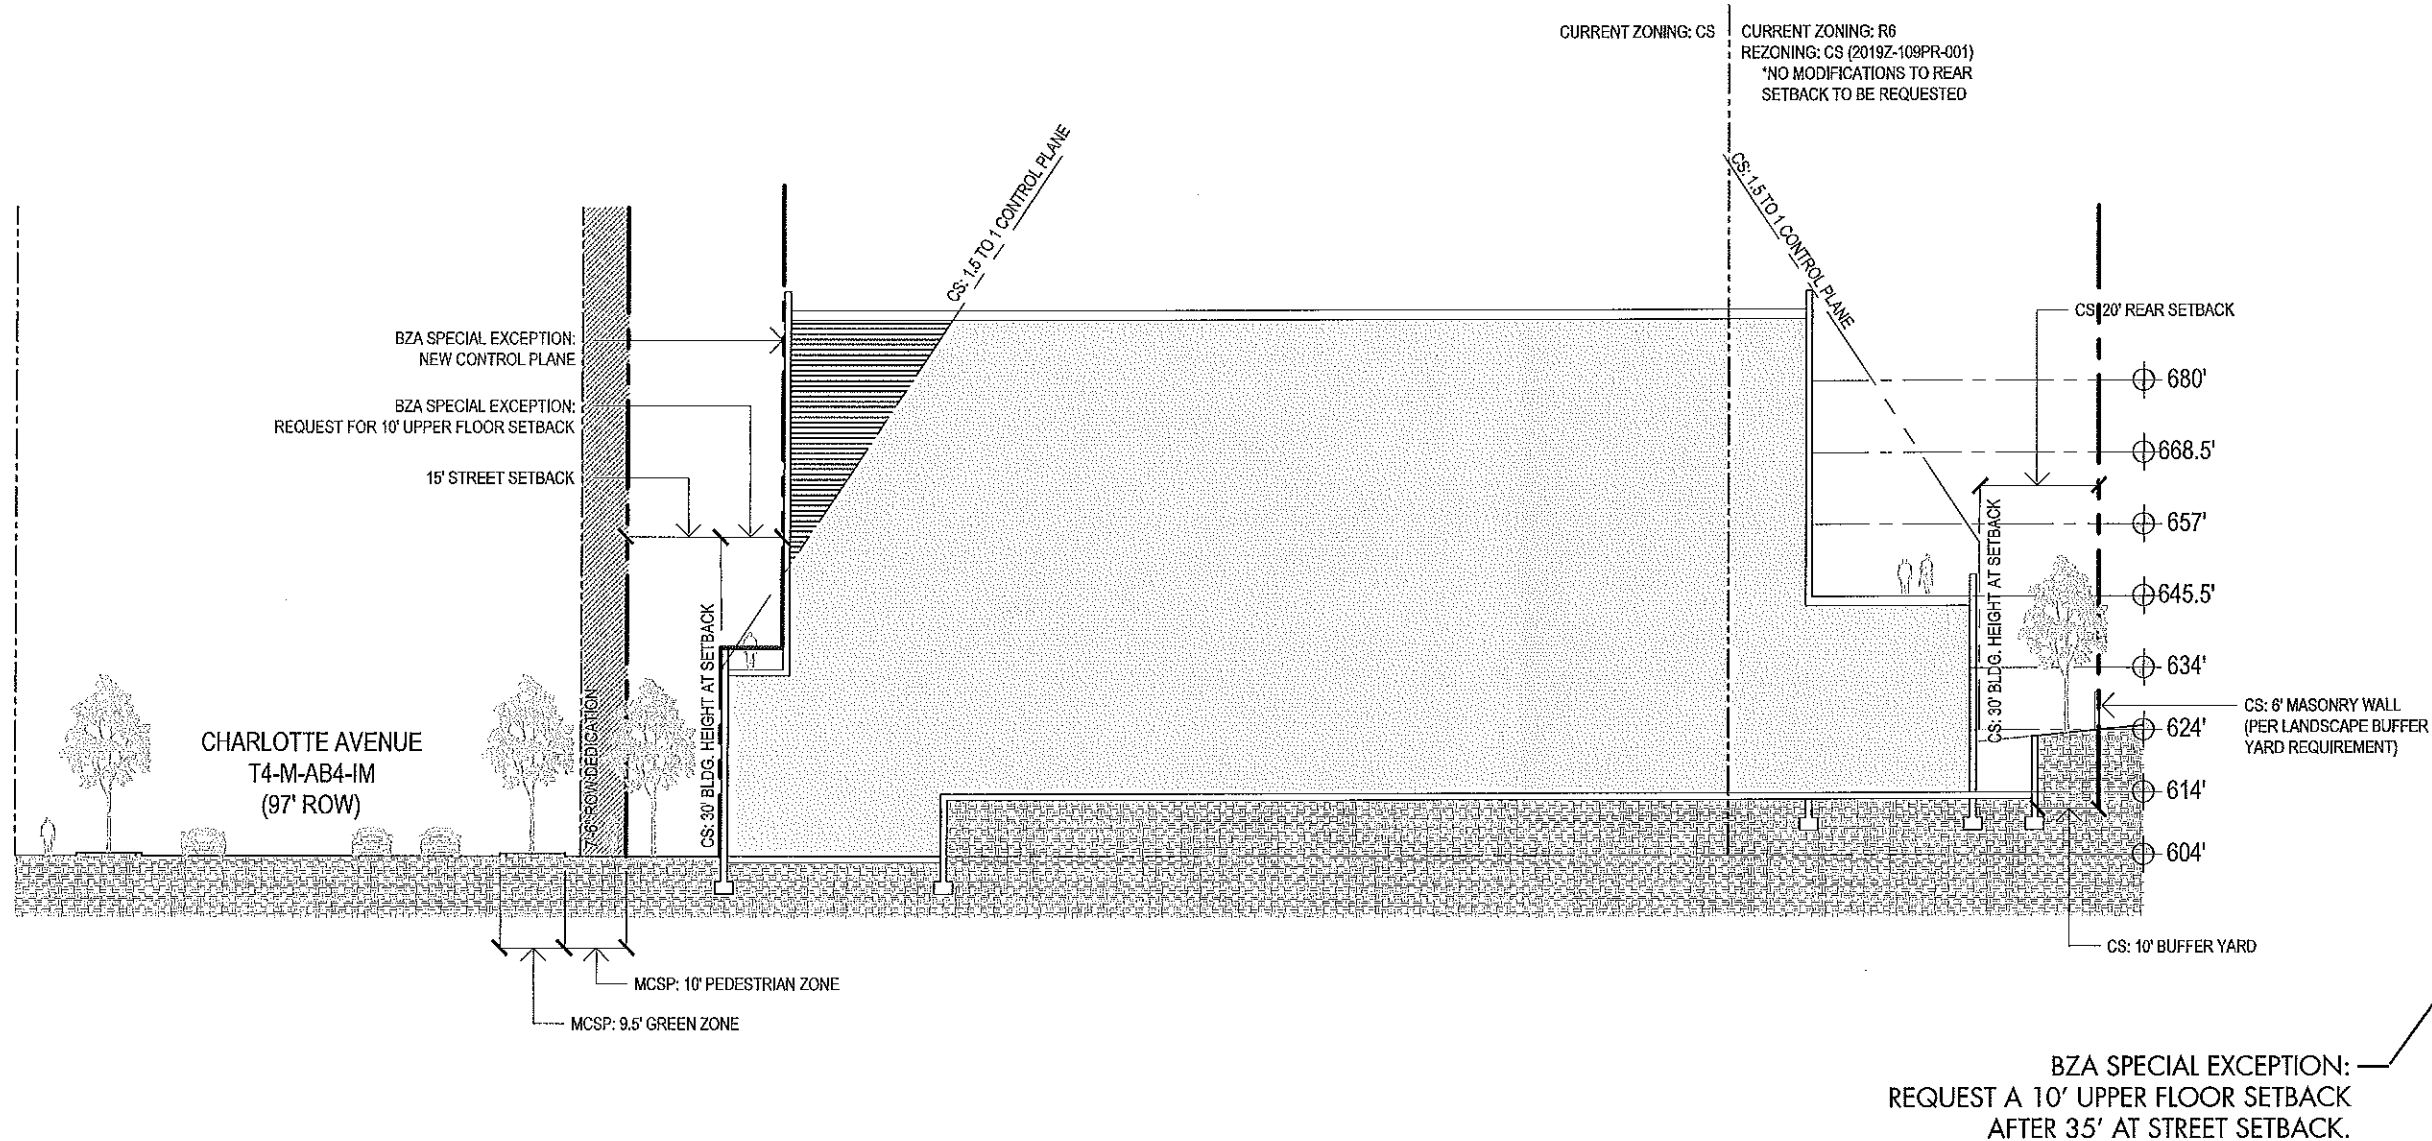 CURRENT ZONING: CS
CURRENT ZONING: R6
REZONING: CS (2019Z-109PR-001)
*NO MODIFICATIONS TO REAR
SETBACK TO BE REQUESTED
CS: 1.5 TO 1 CONTROL PLANE
CS: 1.5 TO 1 CONTROL PLANE
BZA SPECIAL EXCEPTION:
NEW CONTROL PLANE
BZA SPECIAL EXCEPTION:
REQUEST FOR 10' UPPER FLOOR SETBACK
15' STREET SETBACK
CS: 20' REAR SETBACK
680'
668.5'
657'
645.5'
634'
624'
614'
604'
CS: 30' BLDG. HEIGHT AT SETBACK
CS: 30' BLDG. HEIGHT AT SETBACK
7'-6" ROW DEDICATION
CHARLOTTE AVENUE
T4-M-AB4-IM
(97' ROW)
CS: 6' MASONRY WALL
(PER LANDSCAPE BUFFER
YARD REQUIREMENT)
CS: 10' BUFFER YARD
MCSP: 10' PEDESTRIAN ZONE
MCSP: 9.5' GREEN ZONE
BZA SPECIAL EXCEPTION:
REQUEST A 10' UPPER FLOOR SETBACK
AFTER 35' AT STREET SETBACK.